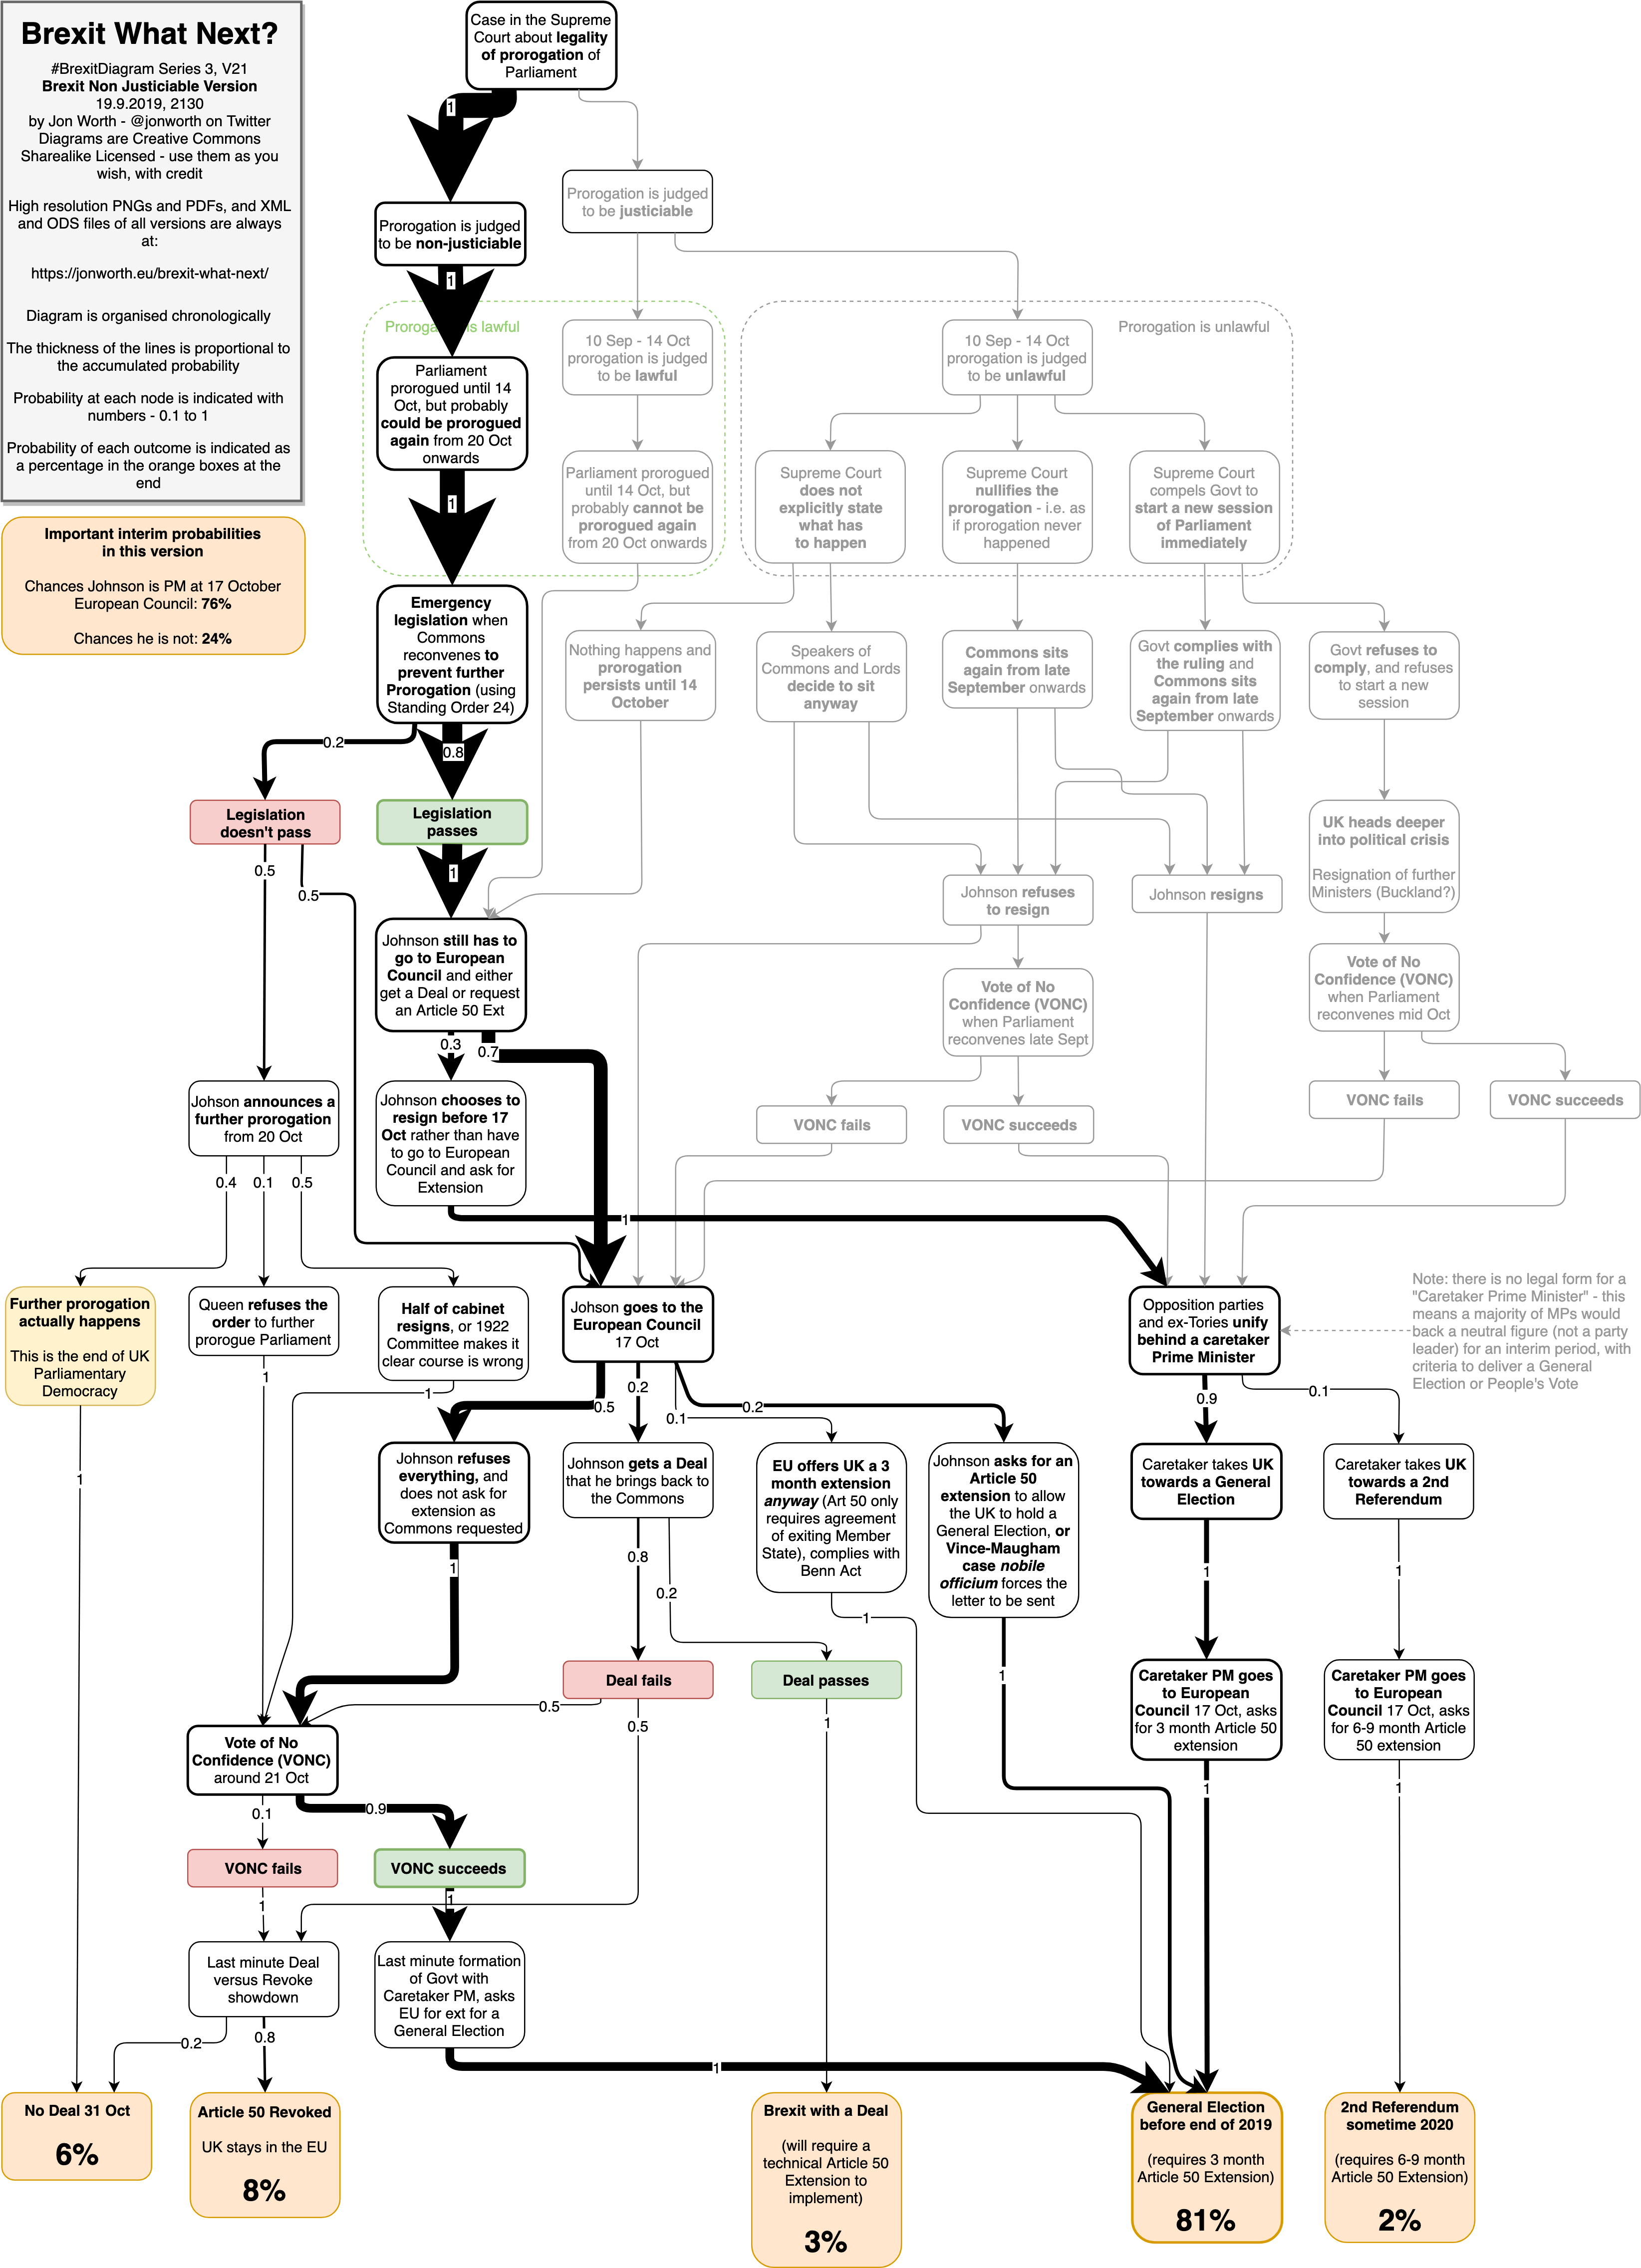 Brexit What Next?
#BrexitDiagram Series 3, V21
Brexit Non Justiciable Version
19.9.2019, 2130
by Jon Worth - @jonworth on Twitter
Diagrams are Creative Commons
Sharealike Licensed - use them as you
wish, with credit
High resolution PNGs and PDFs, and XML
and ODS files of all versions are always
at:
https://jonworth.eu/brexit-what-next/
Diagram is organised chronologically
The thickness of the lines is proportional to
the accumulated probability
Probability at each node is indicated with
numbers - 0.1 to 1
Probability of each outcome is indicated as
a percentage in the orange boxes at the
end
Important interim probabilities
in this version
Chances Johnson is PM at 17 October
European Council: 76%
Chances he is not: 24%
Case in the Supreme
Court about legality
of prorogation of
Parliament
1
Prorogation is judged
to be justiciable
Prorogation is judged
to be non-justiciable
1
Prorogation is lawful
Prorogation is unlawful
10 Sep - 14 Oct
prorogation is judged
to be lawful
10 Sep - 14 Oct
prorogation is judged
to be unlawful
Parliament
prorogued until 14
Oct, but probably
could be prorogued
again from 20 Oct
onwards
1
Parliament prorogued
until 14 Oct, but
probably cannot be
prorogued again
from 20 Oct onwards
Supreme Court
does not
explicitly state
what has
to happen
Supreme Court
nullifies the
prorogation - i.e. as
if prorogation never
happened
Supreme Court
compels Govt to
start a new session
of Parliament
immediately
Emergency
legislation when
Commons
reconvenes to
prevent further
Prorogation (using
Standing Order 24)
Nothing happens and
prorogation
persists until 14
October
Speakers of
Commons and Lords
decide to sit
anyway
Commons sits
again from late
September onwards
Govt complies with
the ruling and
Commons sits
again from late
September onwards
Govt refuses to
comply, and refuses
to start a new
session
0.2
0.8
Legislation
doesn't pass
Legislation
passes
UK heads deeper
into political crisis
Resignation of further
Ministers (Buckland?)
0.5
0.5
1
Johnson refuses
to resign
Johnson resigns
Johnson still has to
go to European
Council and either
get a Deal or request
an Article 50 Ext
Vote of No
Confidence (VONC)
when Parliament
reconvenes late Sept
Vote of No
Confidence (VONC)
when Parliament
reconvenes mid Oct
0.3
0.7
Johson announces a
further prorogation
from 20 Oct
Johnson chooses to
resign before 17
Oct rather than have
to go to European
Council and ask for
Extension
VONC fails
VONC succeeds
VONC fails
VONC succeeds
0.4
0.1
0.5
1
Further prorogation
actually happens
This is the end of UK
Parliamentary
Democracy
Queen refuses the
order to further
prorogue Parliament
Half of cabinet
resigns, or 1922
Committee makes it
clear course is wrong
Johson goes to the
European Council
17 Oct
Opposition parties
and ex-Tories unify
behind a caretaker
Prime Minister
Note: there is no legal form for a
"Caretaker Prime Minister" - this
means a majority of MPs would
back a neutral figure (not a party
leader) for an interim period, with
criteria to deliver a General
Election or People's Vote
1
1
1
0.5
0.2
0.1
0.2
0.9
0.1
Johnson refuses
everything, and
does not ask for
extension as
Commons requested
Johnson gets a Deal
that he brings back to
the Commons
EU offers UK a 3
month extension
anyway (Art 50 only
requires agreement
of exiting Member
State), complies with
Benn Act
Johnson asks for an
Article 50
extension to allow
the UK to hold a
General Election, or
Vince-Maugham
case nobile
officium forces the
letter to be sent
Caretaker takes UK
towards a General
Election
Caretaker takes UK
towards a 2nd
Referendum
1
0.8
0.2
1
1
1
1
Deal fails
Deal passes
Caretaker PM goes
to European
Council 17 Oct, asks
for 3 month Article 50
extension
Caretaker PM goes
to European
Council 17 Oct, asks
for 6-9 month Article
50 extension
0.5
0.5
1
1
1
Vote of No
Confidence (VONC)
around 21 Oct
0.1
0.9
VONC fails
VONC succeeds
1
1
Last minute Deal
versus Revoke
showdown
Last minute formation
of Govt with
Caretaker PM, asks
EU for ext for a
General Election
0.2
0.8
1
No Deal 31 Oct
6%
Article 50 Revoked
UK stays in the EU
8%
Brexit with a Deal
(will require a
technical Article 50
Extension to
implement)
3%
General Election
before end of 2019
(requires 3 month
Article 50 Extension)
81%
2nd Referendum
sometime 2020
(requires 6-9 month
Article 50 Extension)
2%